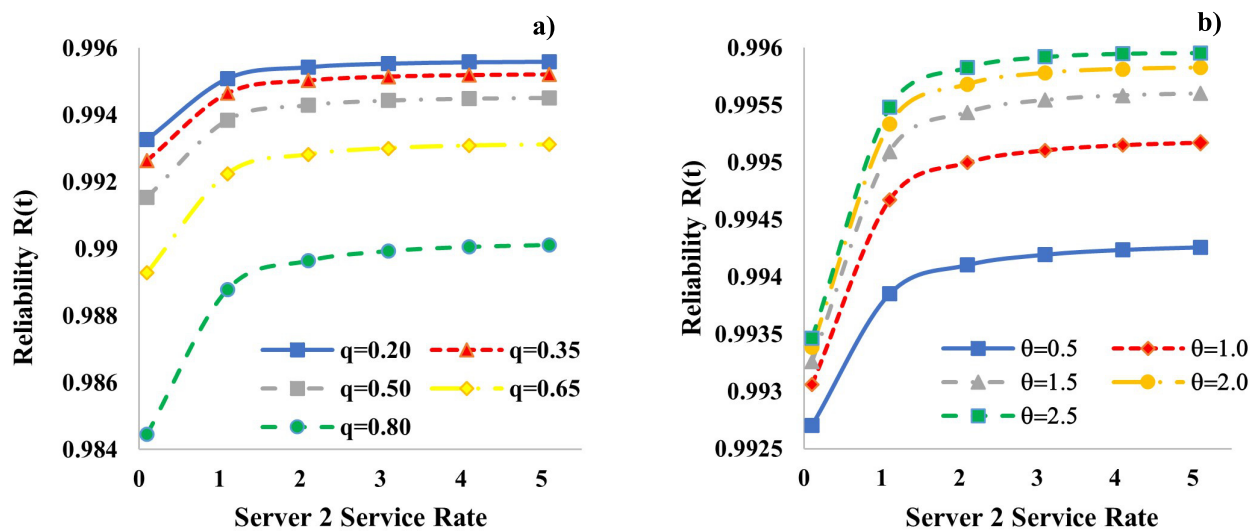 a)
0.996
0.994
0.992
0.99
0.988
0.986
0.984
Reliability R(t)
q=0.20 q=0.35
q=0.50 q=0.65
q=0.80
0 1 2 3 4 5
Server 2 Service Rate
b)
0.996
0.9955
0.995
0.9945
0.994
0.9935
0.993
0.9925
Reliability R(t)
θ=0.5 θ=1.0
θ=1.5 θ=2.0
θ=2.5
0 1 2 3 4 5
Server 2 Service Rate